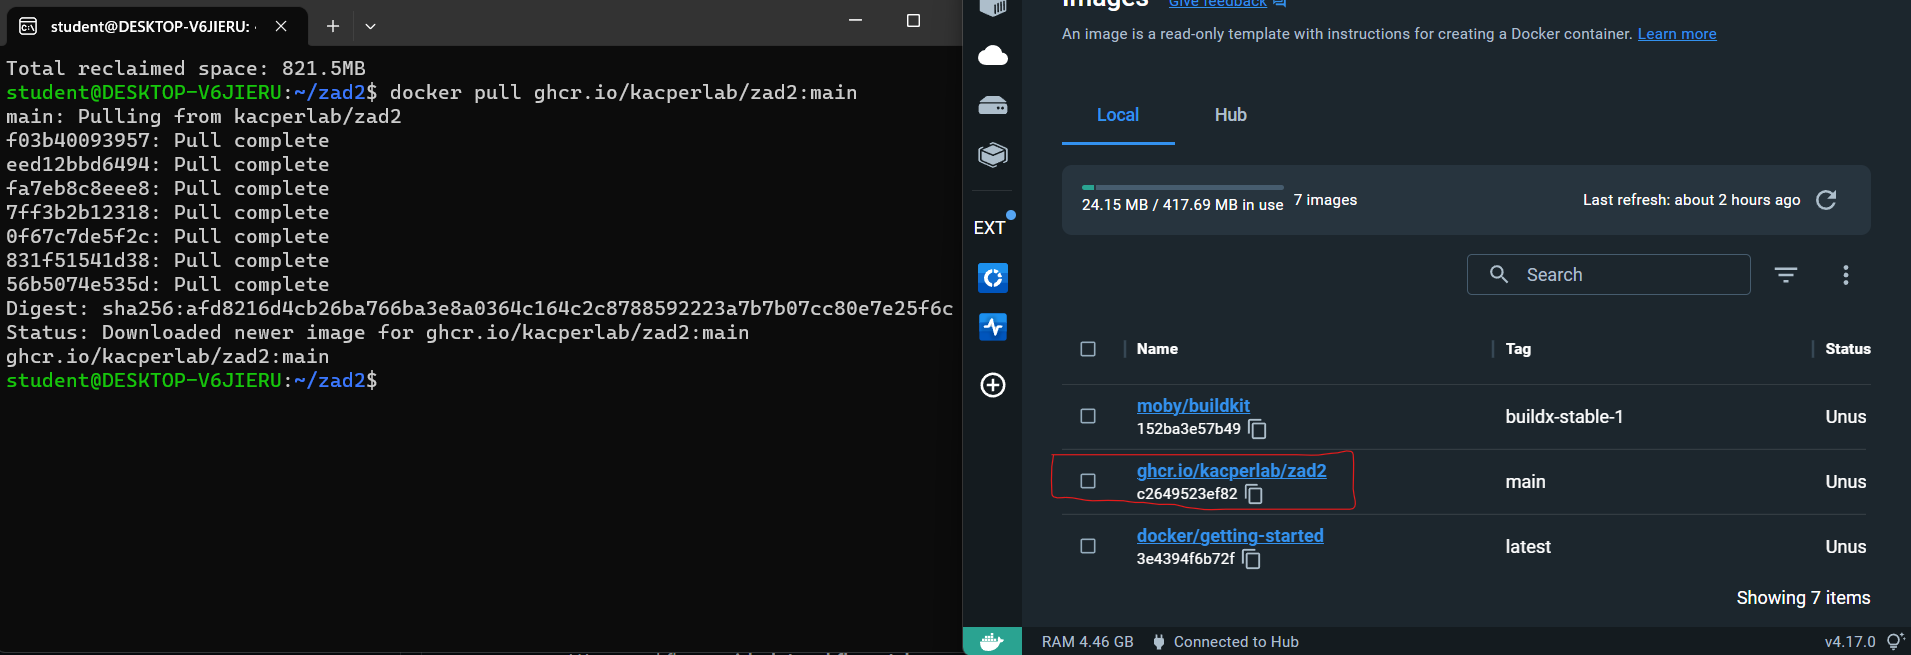 student@DESKTOP-V6JIERU: ~
Total reclaimed space: 821.5MB
student@DESKTOP-V6JIERU:~/zad2$ docker pull ghcr.io/kacperlab/zad2:main
main: Pulling from kacperlab/zad2
f03b40093957: Pull complete
eed12bbd6494: Pull complete
fa7eb8c8eee8: Pull complete
7ff3b2b12318: Pull complete
0f67c7de5f2c: Pull complete
831f51541d38: Pull complete
56b5074e535d: Pull complete
Digest: sha256:afd8216d4cb26ba766ba3e8a0364c164c2c8788592223a7b7b07cc80e7e25f6c
Status: Downloaded newer image for ghcr.io/kacperlab/zad2:main
ghcr.io/kacperlab/zad2:main
student@DESKTOP-V6JIERU:~/zad2$
EXT
Images Give feedback
An image is a read-only template with instructions for creating a Docker container. Learn more
Local Hub
24.15 MB / 417.69 MB in use 7 images Last refresh: about 2 hours ago
Search
Name Tag Status
moby/buildkit
152ba3e57b49 buildx-stable-1 Unus
ghcr.io/kacperlab/zad2
c2649523ef82 main Unus
docker/getting-started
3e4394f6b72f latest Unus
Showing 7 items
RAM 4.46 GB Connected to Hub v4.17.0